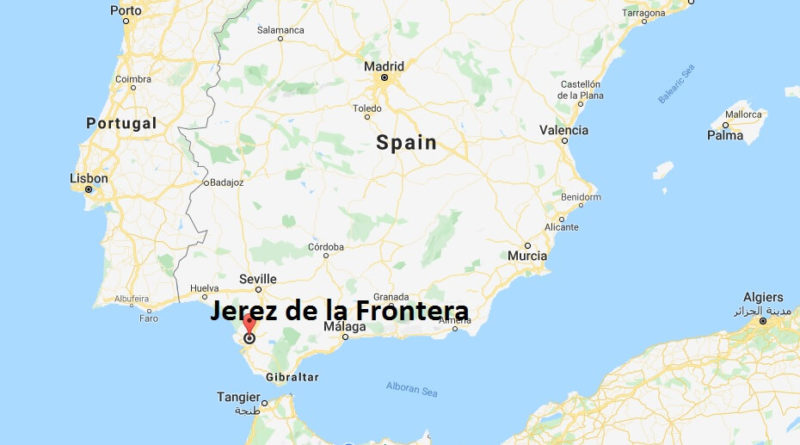 Porto
Salamanca
Tarragona
Madrid
Coimbra
Castellón
de la Plana
Balearic Sea
Toledo
Mallorca
Portugal
Palma
Valencia
Spain
Lisbon
Badajoz
Benidorm
Alicante
Córdoba
Murcia
Seville
Huelva
Granada
Albufeira
Algiers
مدينة الجزائر
Jerez de la Frontera
Faro
Málaga
Almería
Gibraltar
Alboran Sea
Tangier
طنجة